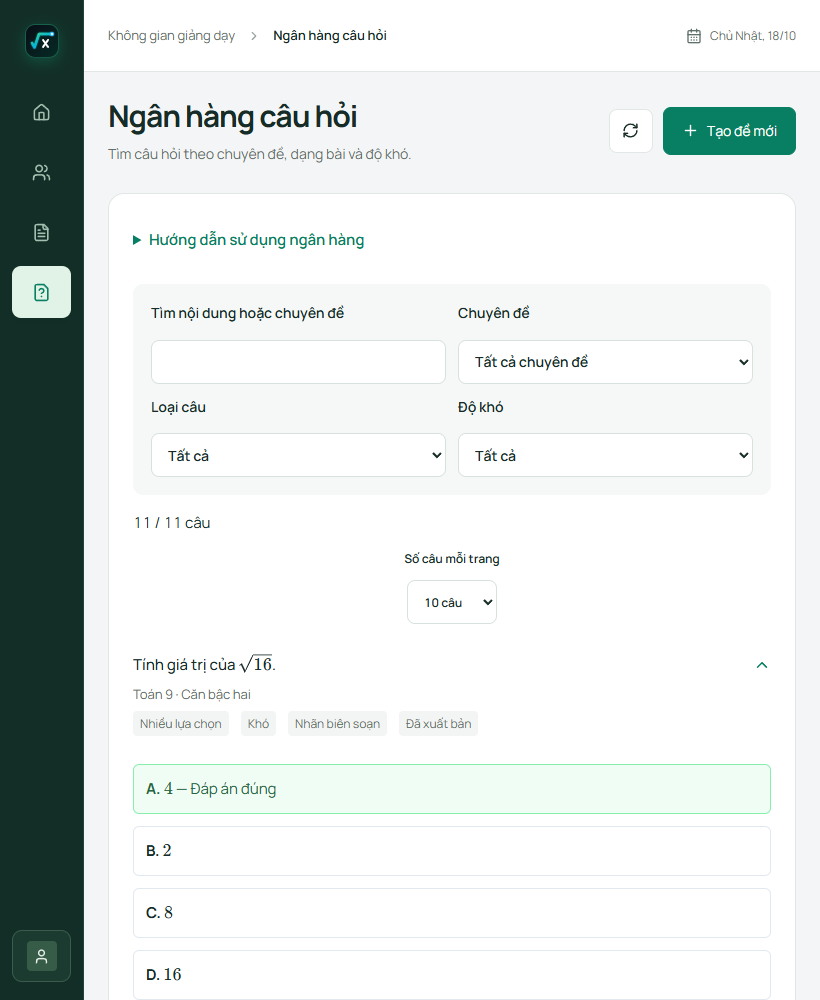 √x
Không gian giảng dạy > Ngân hàng câu hỏi
Chủ Nhật, 18/10
Ngân hàng câu hỏi
Tìm câu hỏi theo chuyên đề, dạng bài và độ khó.
+ Tạo đề mới
▶ Hướng dẫn sử dụng ngân hàng
Tìm nội dung hoặc chuyên đề
Chuyên đề
Tất cả chuyên đề
Loại câu
Độ khó
Tất cả
Tất cả
11 / 11 câu
Số câu mỗi trang
10 câu
Tính giá trị của √16.
Toán 9 · Căn bậc hai
Nhiều lựa chọn
Khó
Nhãn biên soạn
Đã xuất bản
A. 4 — Đáp án đúng
B. 2
C. 8
D. 16